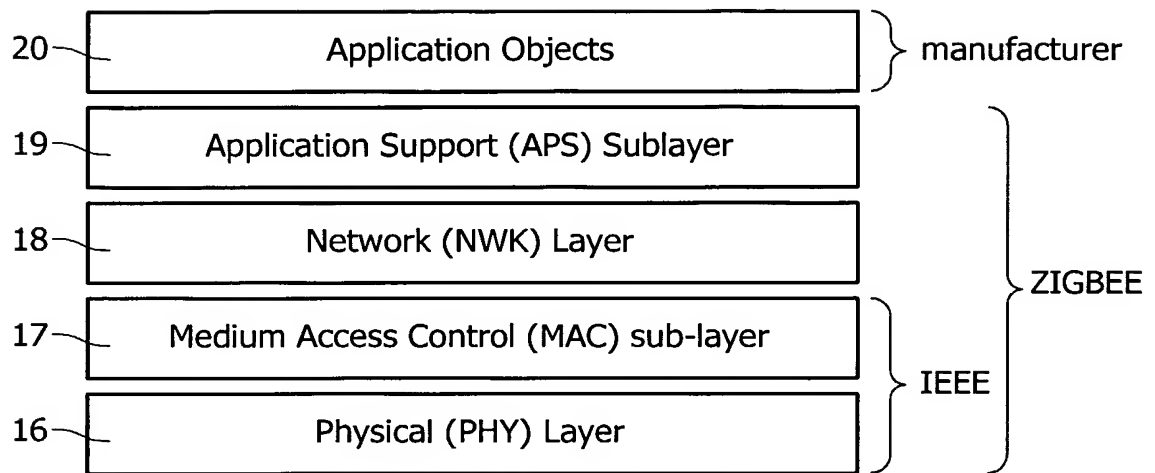 20 Application Objects manufacturer
19 Application Support (APS) Sublayer
18 Network (NWK) Layer
ZIGBEE
17 Medium Access Control (MAC) sub-layer
IEEE
16 Physical (PHY) Layer